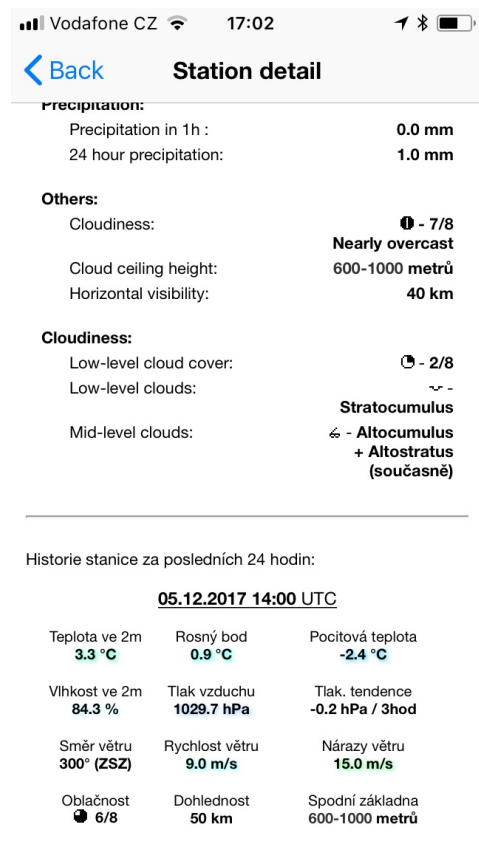 Vodafone CZ 17:02
Back Station detail
Precipitation:
Precipitation in 1h : 0.0 mm
24 hour precipitation: 1.0 mm
Others:
Cloudiness: - 7/8
Nearly overcast
Cloud ceiling height: 600-1000 metrů
Horizontal visibility: 40 km
Cloudiness:
Low-level cloud cover: - 2/8
Low-level clouds: -
Stratocumulus
Mid-level clouds: - Altocumulus
+ Altostratus
(současně)
Historie stanice za posledních 24 hodin:
05.12.2017 14:00 UTC
Teplota ve 2m Rosný bod Pocitová teplota
3.3 °C 0.9 °C -2.4 °C
Vlhkost ve 2m Tlak vzduchu Tlak. tendence
84.3 % 1029.7 hPa -0.2 hPa / 3hod
Směr větru Rychlost větru Nárazy větru
300° (ZSZ) 9.0 m/s 15.0 m/s
Oblačnost Dohlednost Spodní základna
6/8 50 km 600-1000 metrů